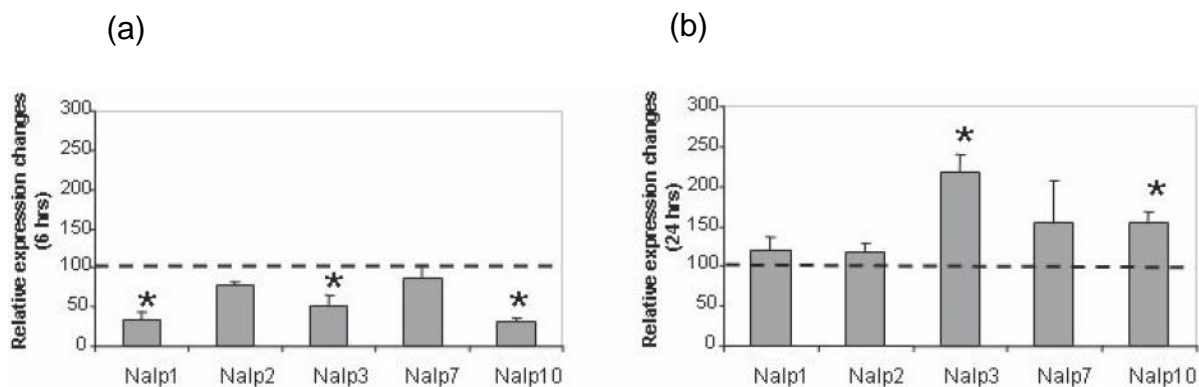 (a)
Relative expression changes
(6 hrs)
300
250
200
150
100
50
0
*
*
*
Nalp1 Nalp2 Nalp3 Nalp7 Nalp10
(b)
Relative expression changes
(24 hrs)
300
250
200
150
100
50
0
*
*
Nalp1 Nalp2 Nalp3 Nalp7 Nalp10